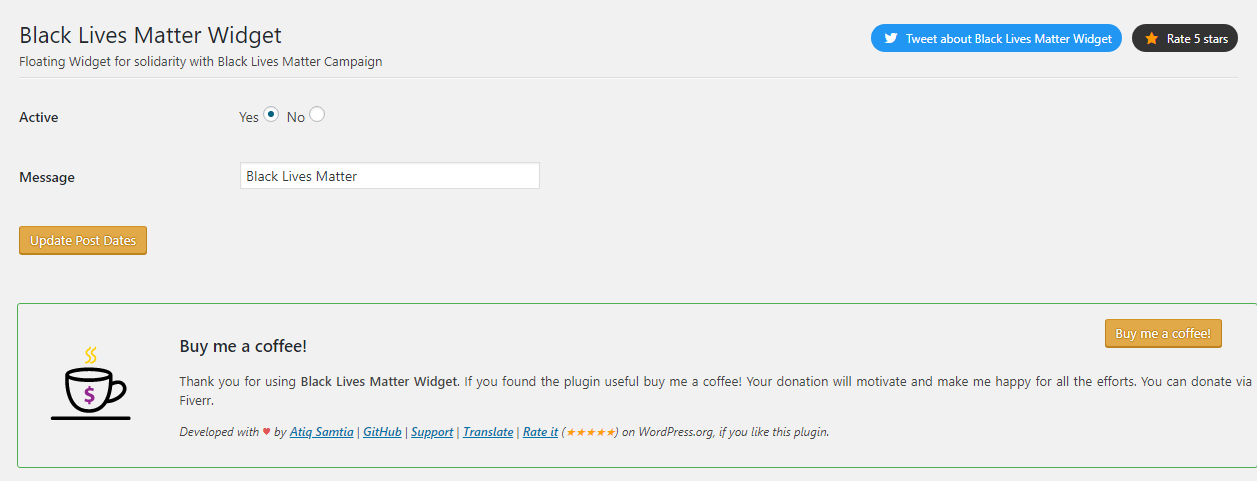 Black Lives Matter Widget
Tweet about Black Lives Matter Widget
Rate 5 stars
Floating Widget for solidarity with Black Lives Matter Campaign
Active
Yes No
Message
Black Lives Matter
Update Post Dates
Buy me a coffee!
Buy me a coffee!
$
Thank you for using Black Lives Matter Widget. If you found the plugin useful buy me a coffee! Your donation will motivate and make me happy for all the efforts. You can donate via
Fiverr.
Developed with ♥ by Atiq Samtia | GitHub | Support | Translate | Rate it (★★★★★) on WordPress.org, if you like this plugin.